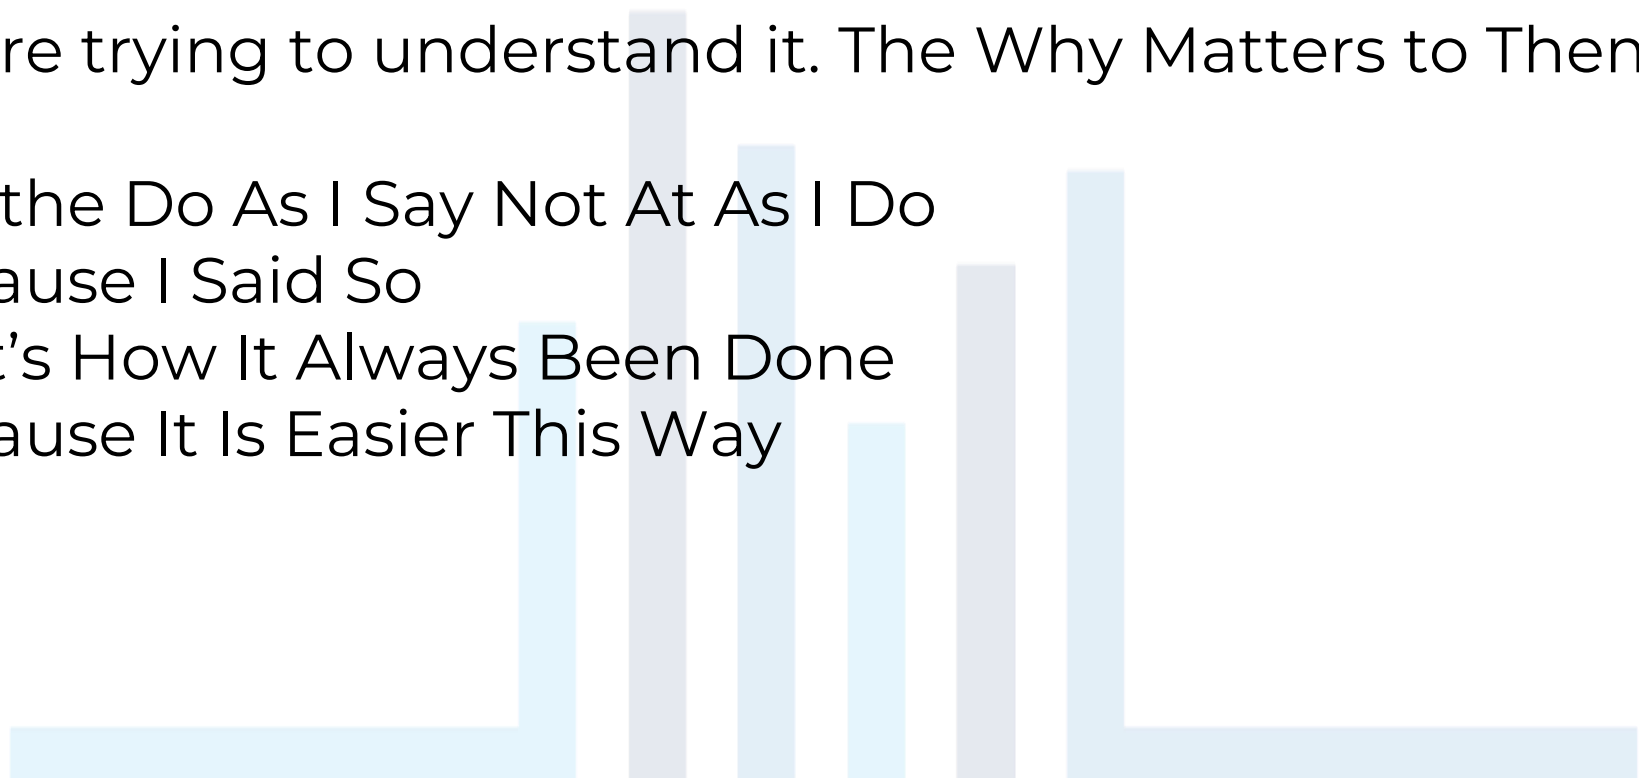 re trying to understand it. The Why Matters to Then
the Do As I Say Not At As I Do
ause I Said So
t’s How It Always Been Done
ause It Is Easier This Way